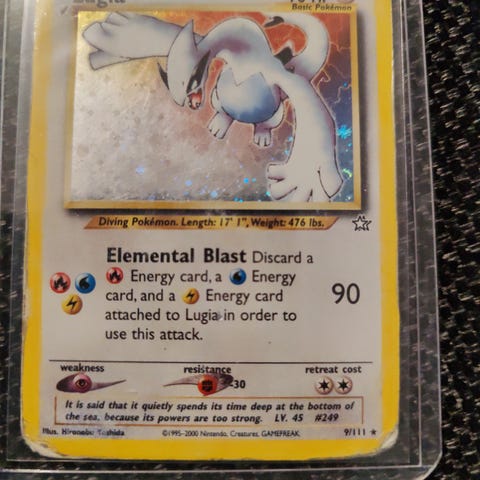 Basic Pokémon
Diving Pokémon. Length: 17' 1", Weight: 476 lbs.
Elemental Blast Discard a
Energy card, a Energy
card, and a Energy card
attached to Lugia in order to
use this attack.
90
weakness resistance retreat cost
-30
It is said that it quietly spends its time deep at the bottom of
the sea, because its powers are too strong. LV. 45 #249
Illus. Hironobu Yoshida ©1995-2000 Nintendo, Creatures, GAMEFREAK. 9/111 ★